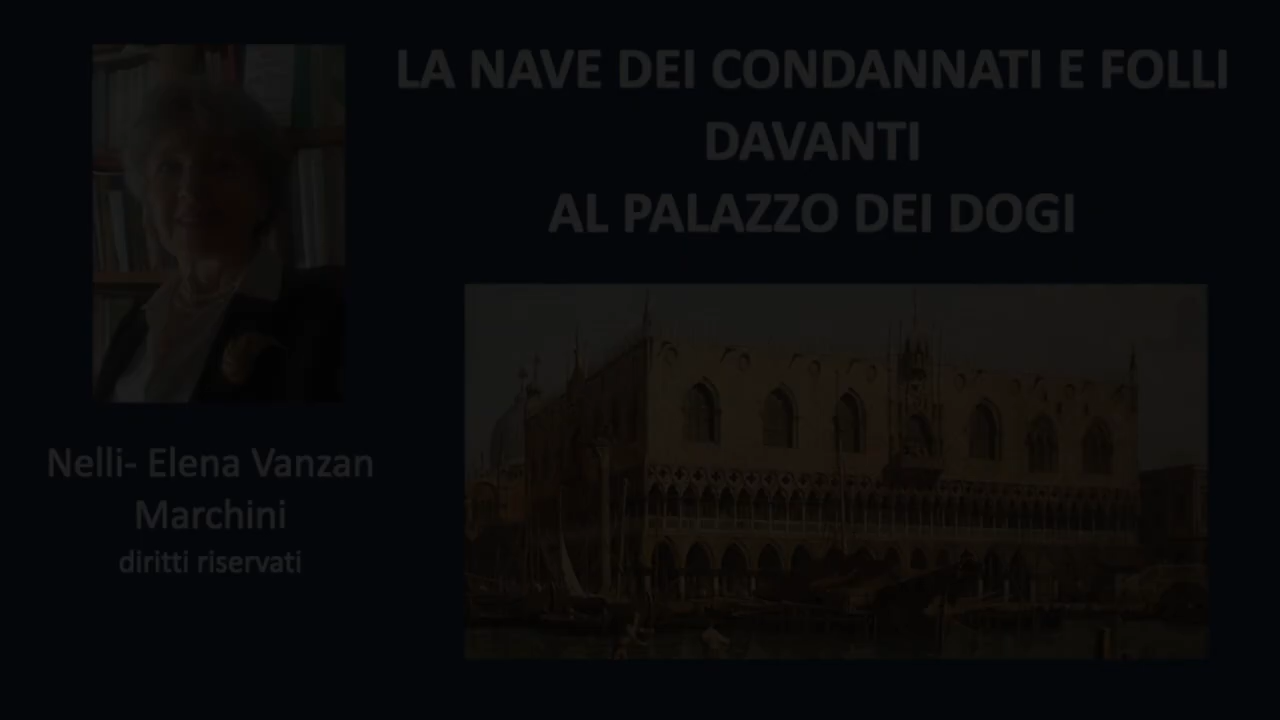 LA NAVE DEI CONDANNATI E FOLLI
DAVANTI
AL PALAZZO DEI DOGI
Nelli- Elena Vanzan
Marchini
diritti riservati